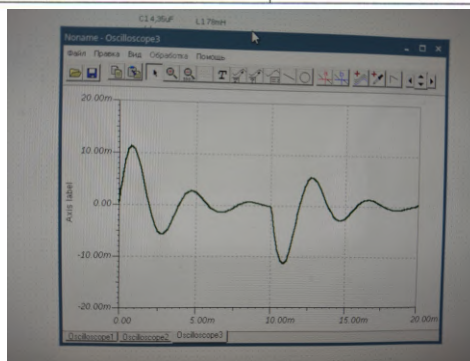 C1 4,35uF L1 78мГн
Noname - Oscilloscope3
Файл Правка Вид Обработка Помощь
T
20.00m
10.00m
0.00
-10.00m
-20.00m
Axis label
0.00 5.00m 10.00m 15.00m 20.00m
Oscilloscope1 Oscilloscope2 Oscilloscope3